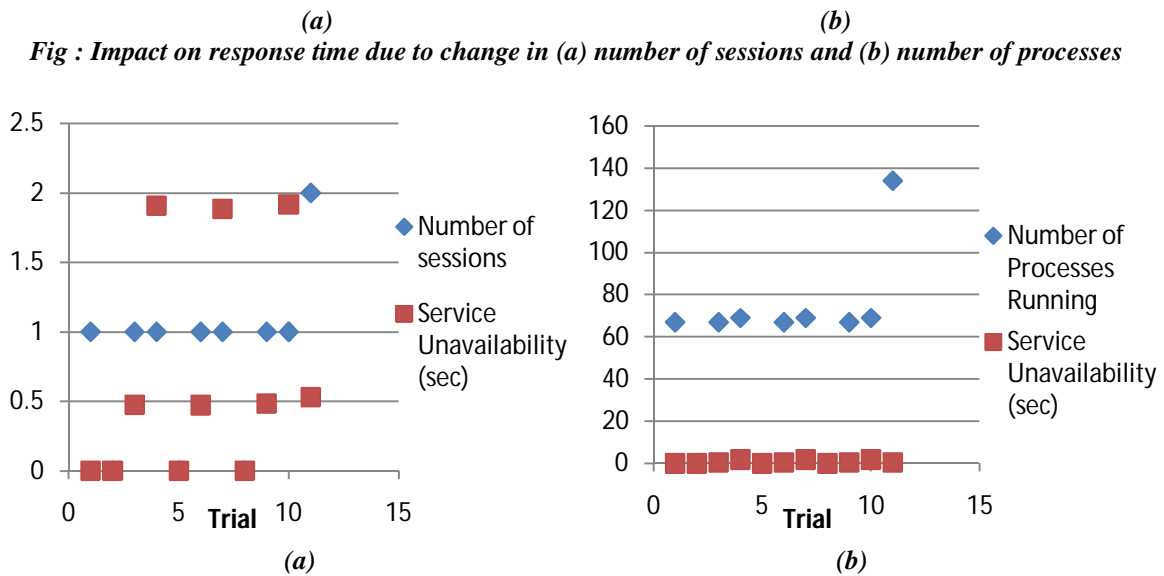 (a) (b)
Fig : Impact on response time due to change in (a) number of sessions and (b) number of processes
2.5
2
1.5
1
0.5
0
0 5 10 15
Trial
Number of
sessions
Service
Unavailability
(sec)
(a)
160
140
120
100
80
60
40
20
0
0 5 10 15
Trial
Number of
Processes
Running
Service
Unavailability
(sec)
(b)